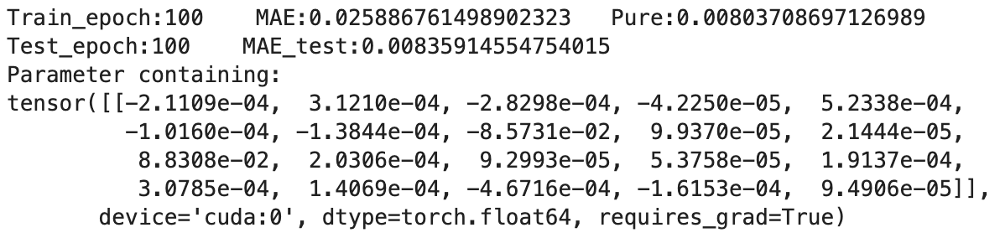 Train_epoch:100    MAE:0.025886761498902323   Pure:0.00803708697126989
Test_epoch:100    MAE_test:0.00835914554754015
Parameter containing:
tensor([[-2.1109e-04,  3.1210e-04, -2.8298e-04, -4.2250e-05,  5.2338e-04,
         -1.0160e-04, -1.3844e-04, -8.5731e-02,  9.9370e-05,  2.1444e-05,
          8.8308e-02,  2.0306e-04,  9.2993e-05,  5.3758e-05,  1.9137e-04,
          3.0785e-04,  1.4069e-04, -4.6716e-04, -1.6153e-04,  9.4906e-05]],
       device='cuda:0', dtype=torch.float64, requires_grad=True)